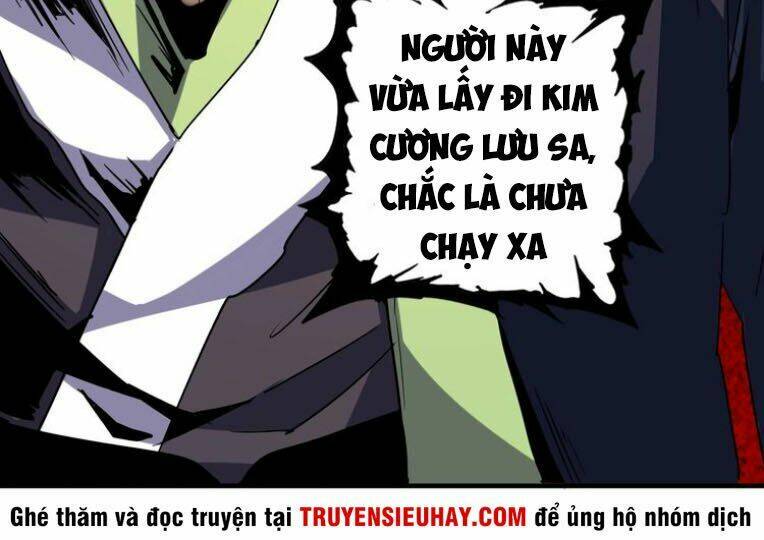 NGƯỜI NÀY
VỪA LẤY ĐI KIM
CƯƠNG LƯU SA,
CHẮC LÀ CHƯA
CHẠY XA
Ghé thăm và đọc truyện tại TRUYENSIEUHAY.COM để ủng hộ nhóm dịch